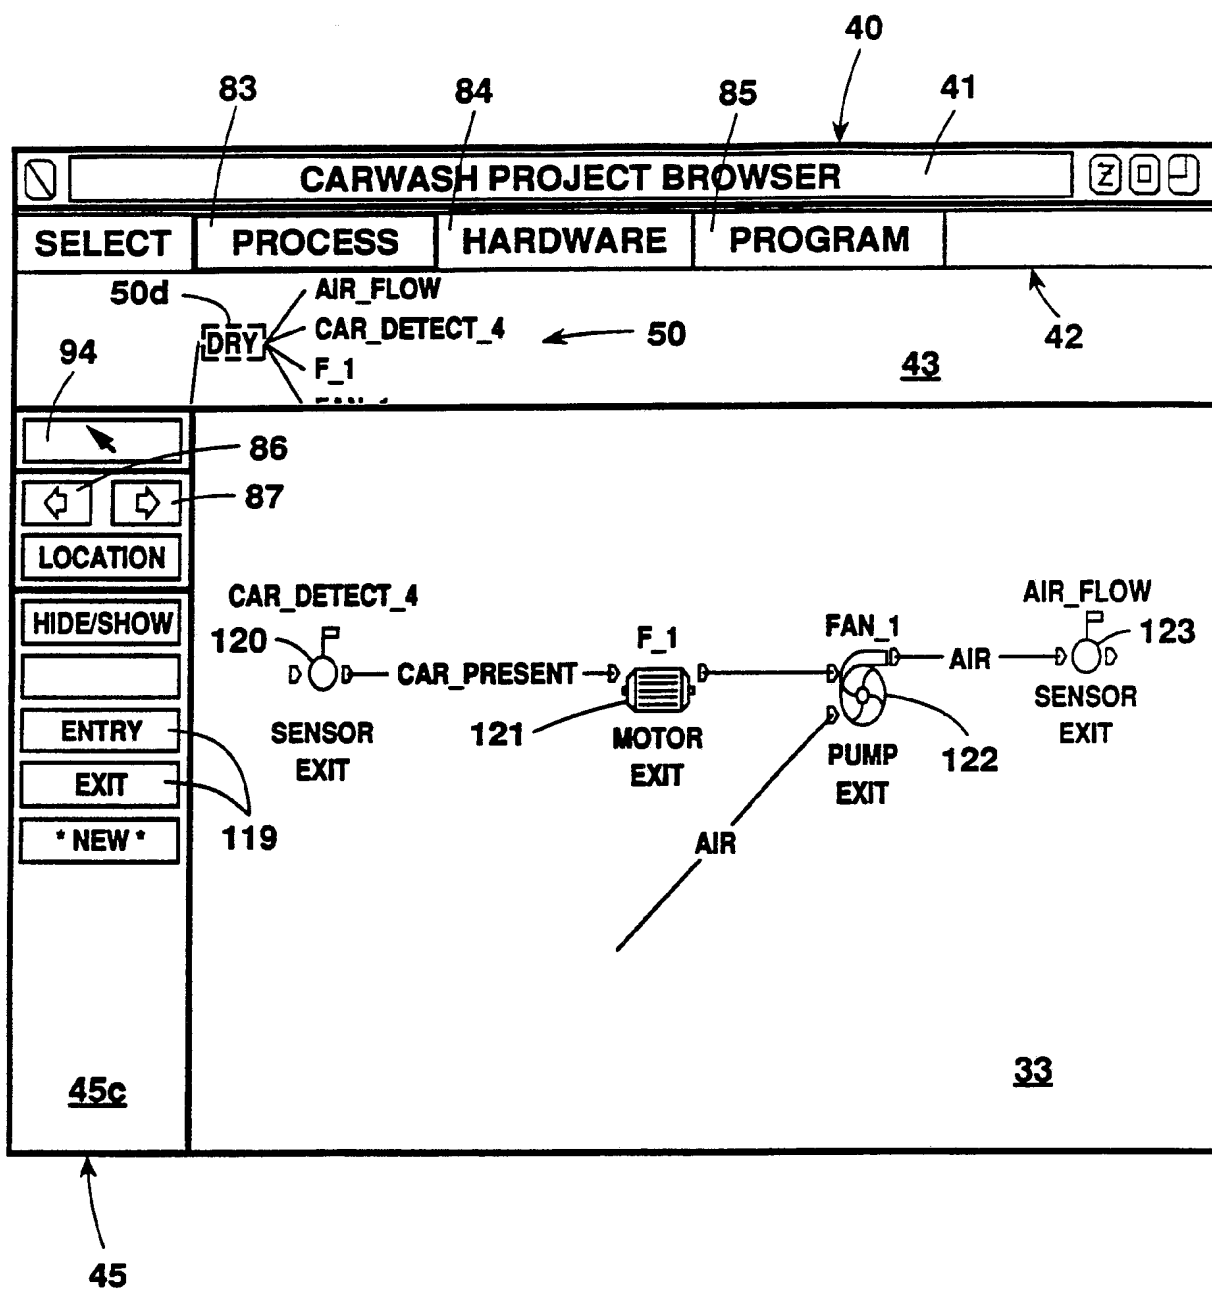 40
83
84
85
41
CARWASH PROJECT BROWSER
Z
SELECT
PROCESS
HARDWARE
PROGRAM
50d
AIR_FLOW
DRY
CAR_DETECT_4
50
42
94
F_1
43
FAN_1
86
87
LOCATION
HIDE/SHOW
ENTRY
EXIT
* NEW *
119
CAR_DETECT_4
120
CAR_PRESENT
SENSOR
EXIT
F_1
121
MOTOR
EXIT
FAN_1
122
PUMP
EXIT
AIR
AIR
AIR_FLOW
123
SENSOR
EXIT
45c
33
45